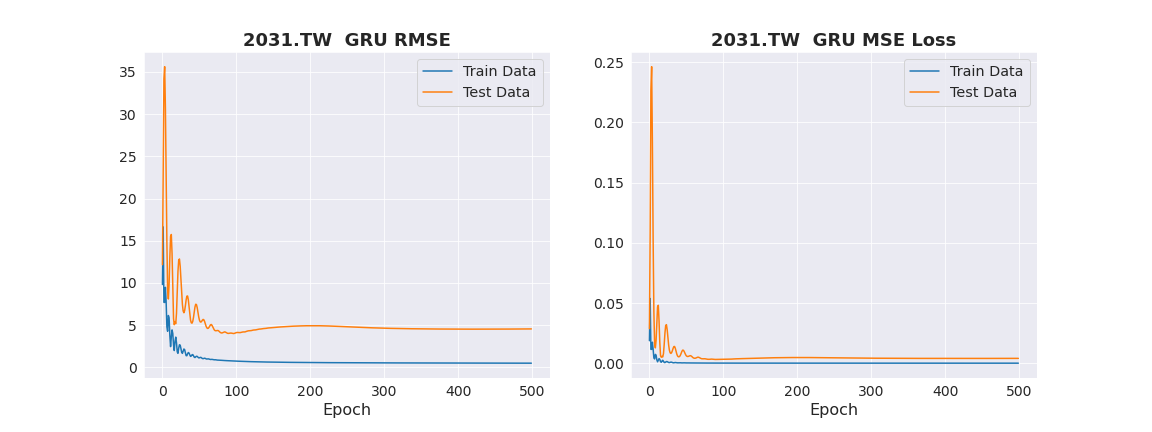 2031.TW  GRU RMSE
35
30
25
20
15
10
5
0
0 100 200 300 400 500
Epoch
Train Data
Test Data
2031.TW  GRU MSE Loss
0.25
0.20
0.15
0.10
0.05
0.00
0 100 200 300 400 500
Epoch
Train Data
Test Data